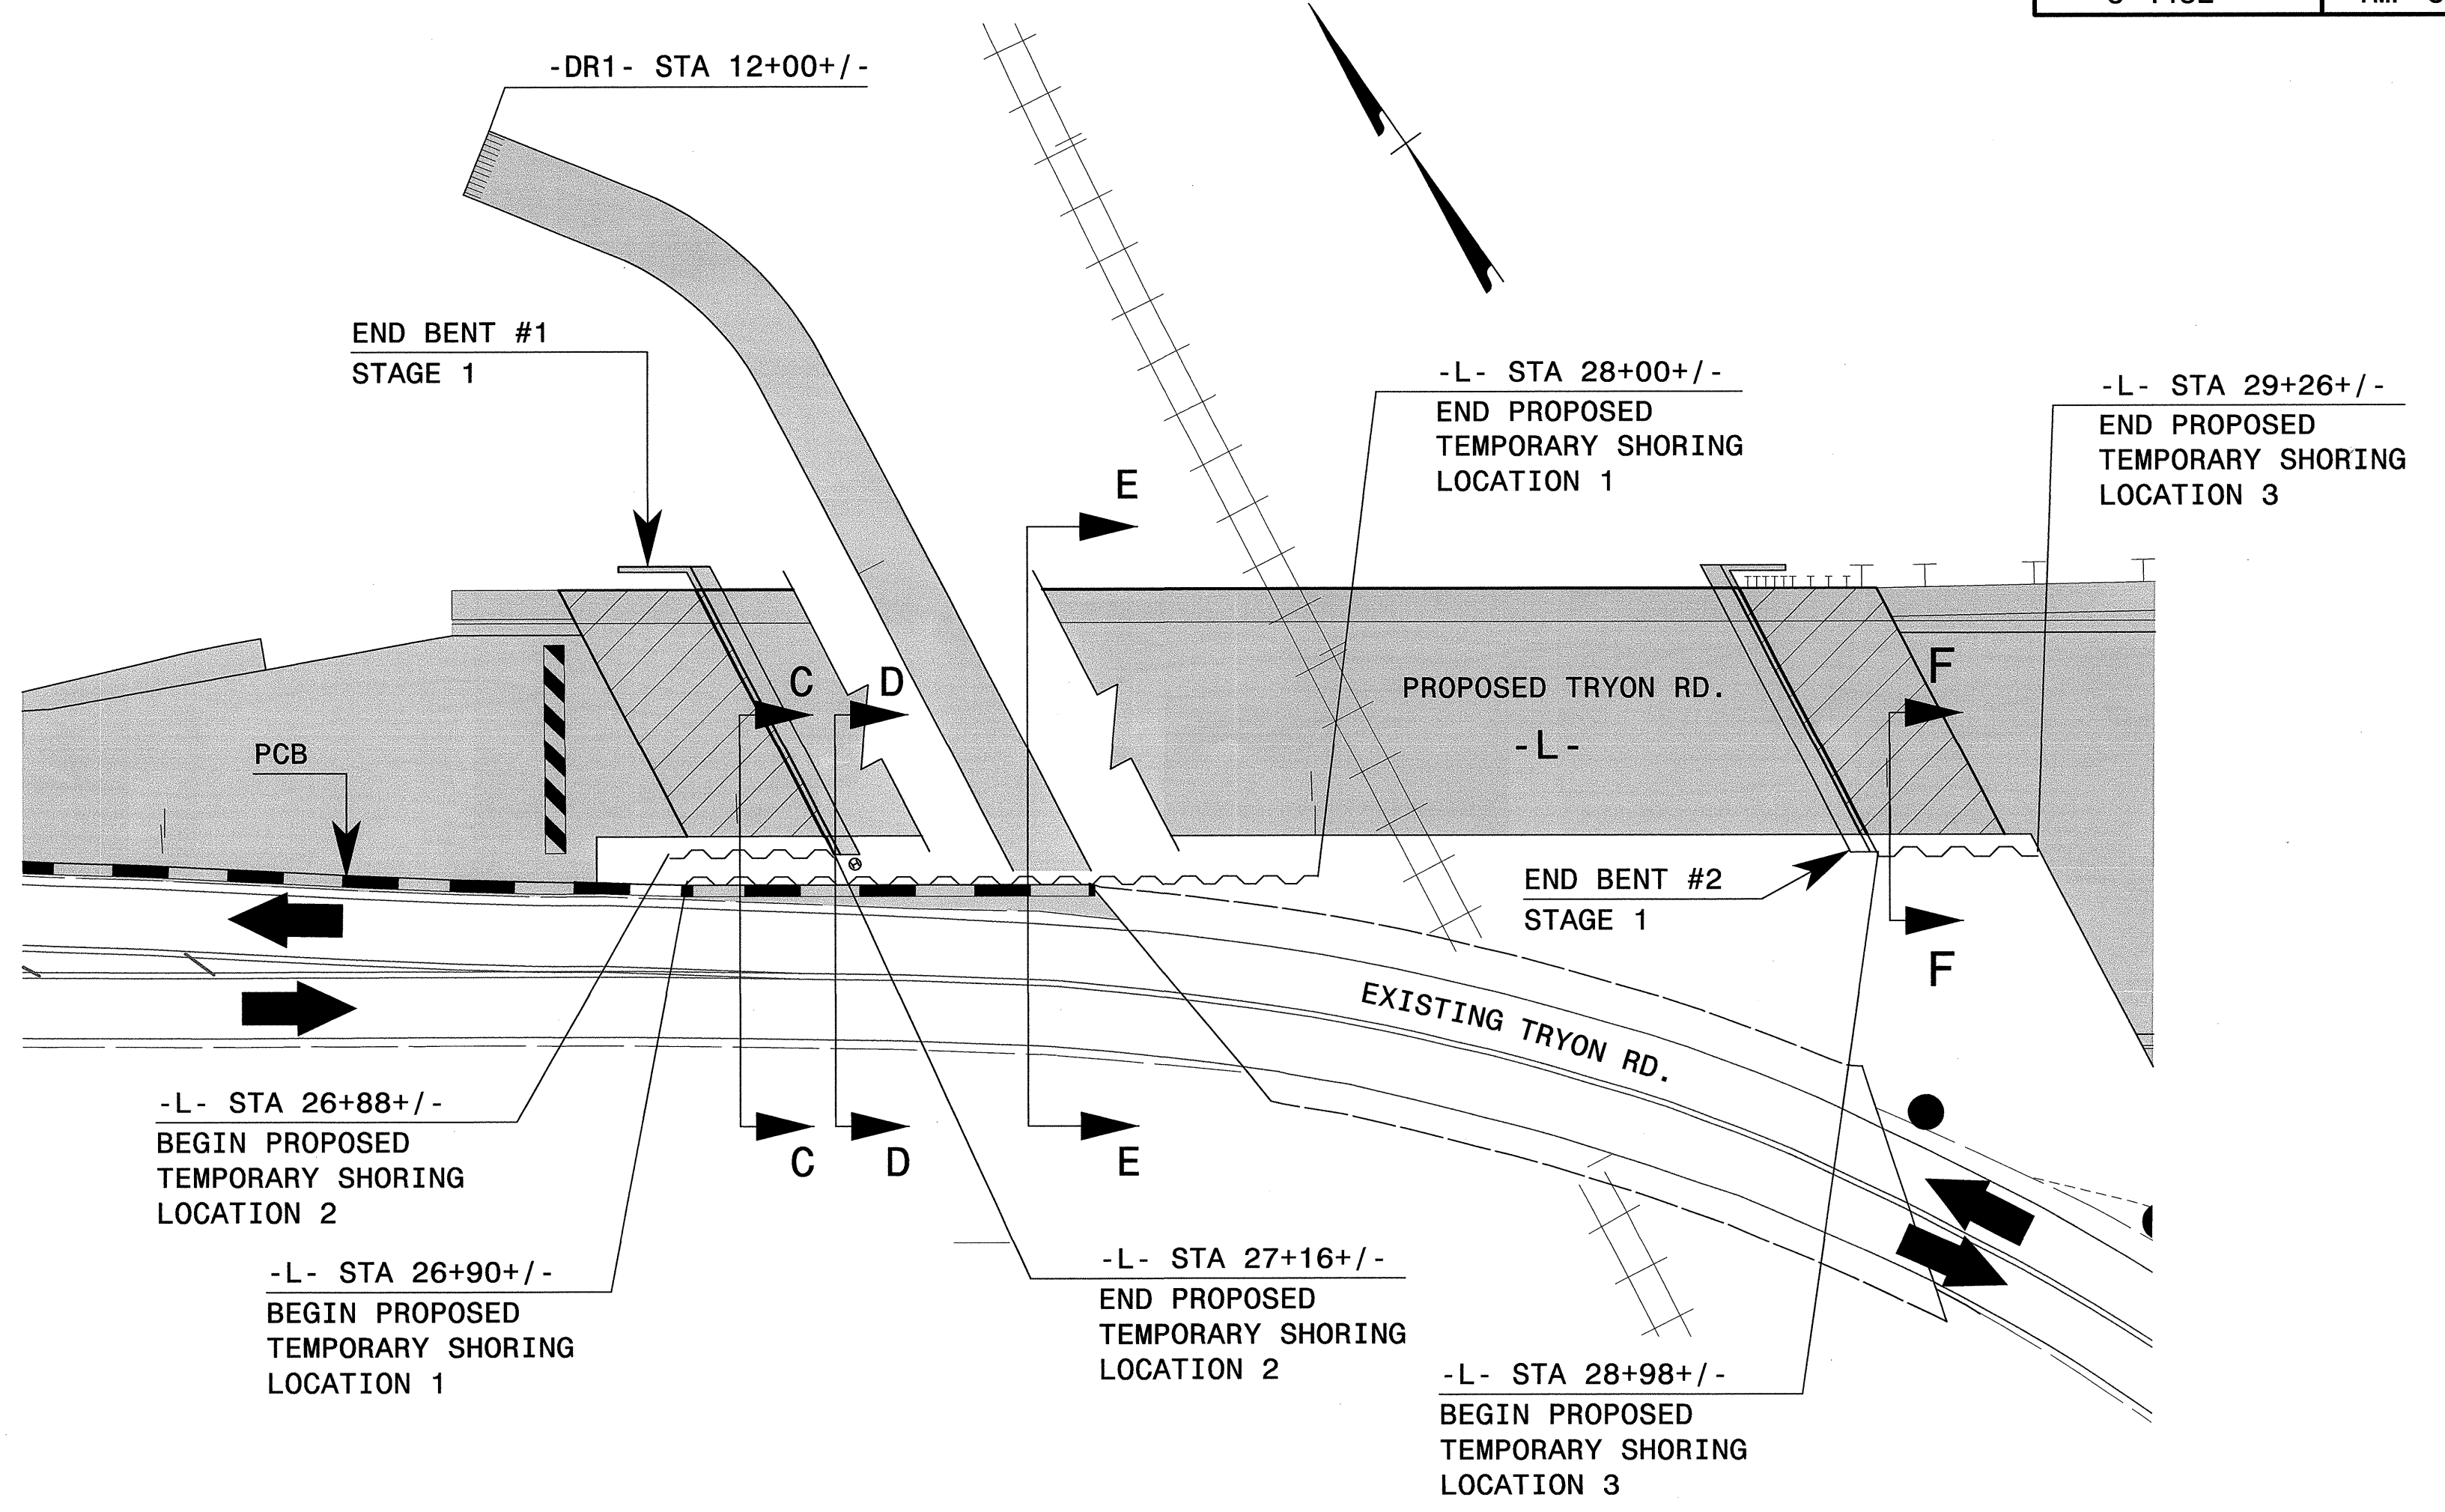 -DR1- STA 12+00+/-
END BENT #1
STAGE 1
-L- STA 28+00+/-
END PROPOSED
TEMPORARY SHORING
LOCATION 1
-L- STA 29+26+/-
END PROPOSED
TEMPORARY SHORING
LOCATION 3
E
C
D
F
PROPOSED TRYON RD.
-L-
PCB
END BENT #2
STAGE 1
F
EXISTING TRYON RD.
C
D
E
-L- STA 26+88+/-
BEGIN PROPOSED
TEMPORARY SHORING
LOCATION 2
-L- STA 26+90+/-
BEGIN PROPOSED
TEMPORARY SHORING
LOCATION 1
-L- STA 27+16+/-
END PROPOSED
TEMPORARY SHORING
LOCATION 2
-L- STA 28+98+/-
BEGIN PROPOSED
TEMPORARY SHORING
LOCATION 3